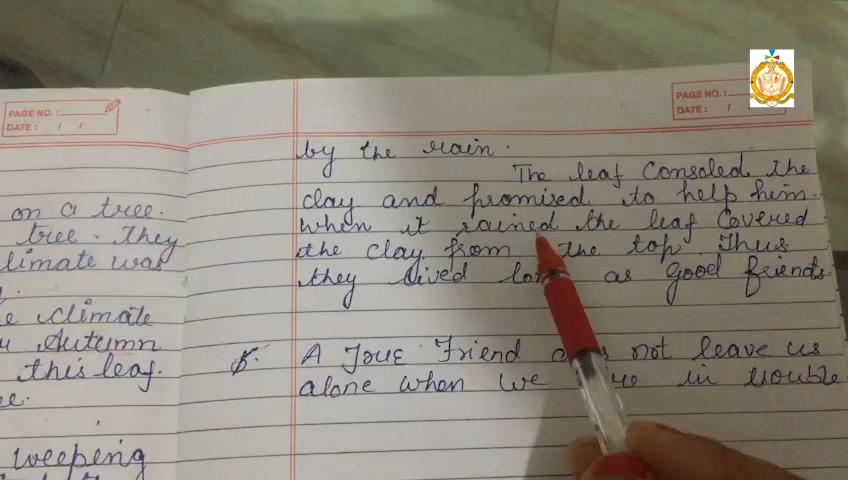 PAGE NO.:
DATE: / /
on a tree.
tree. They
climate was
climate
Autumn
this leaf.
weeping
PAGE NO.:
DATE: / /
by the rain.
The leaf Consoled the
clay and promised to help him.
when it rained the leaf Covered
the clay from the top. Thus
they lived as good friends
A True Friend not leave us
alone when we in trouble